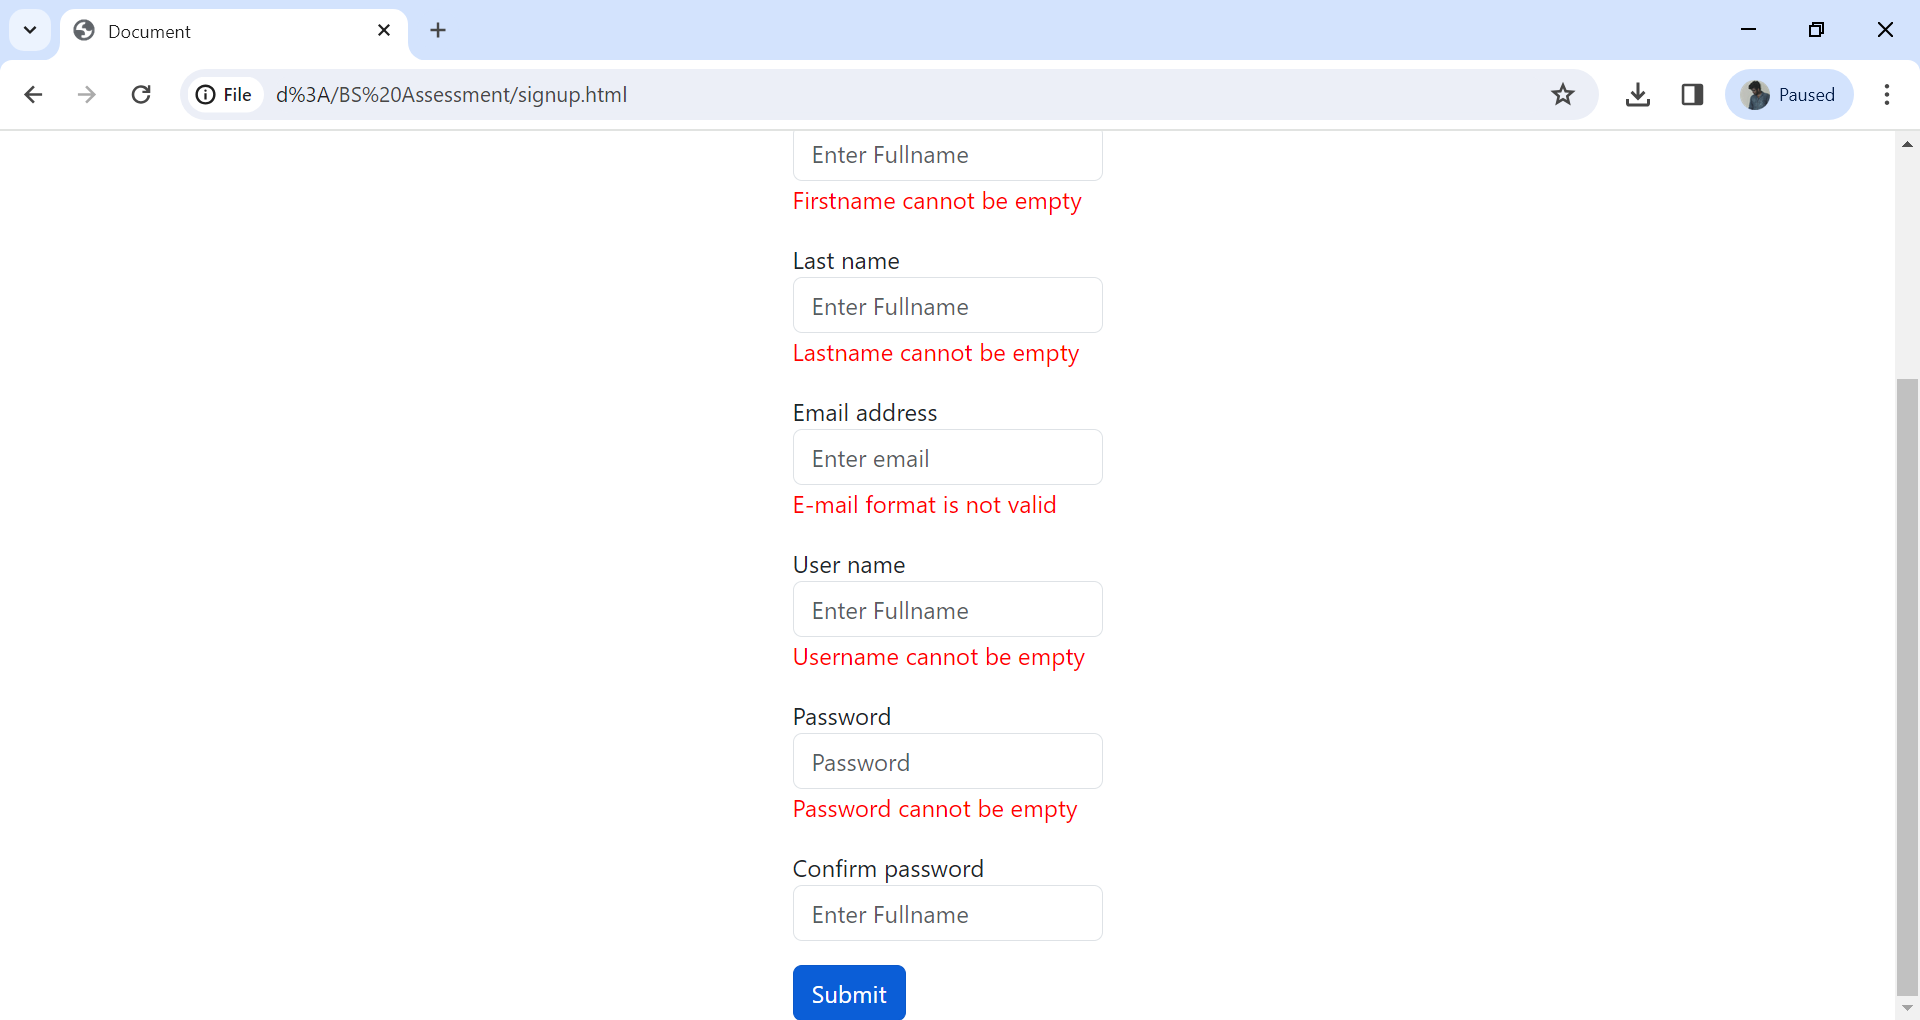 Document
File
d%3A/BS%20Assessment/signup.html
Paused
Enter Fullname
Firstname cannot be empty
Last name
Enter Fullname
Lastname cannot be empty
Email address
Enter email
E-mail format is not valid
User name
Enter Fullname
Username cannot be empty
Password
Password
Password cannot be empty
Confirm password
Enter Fullname
Submit